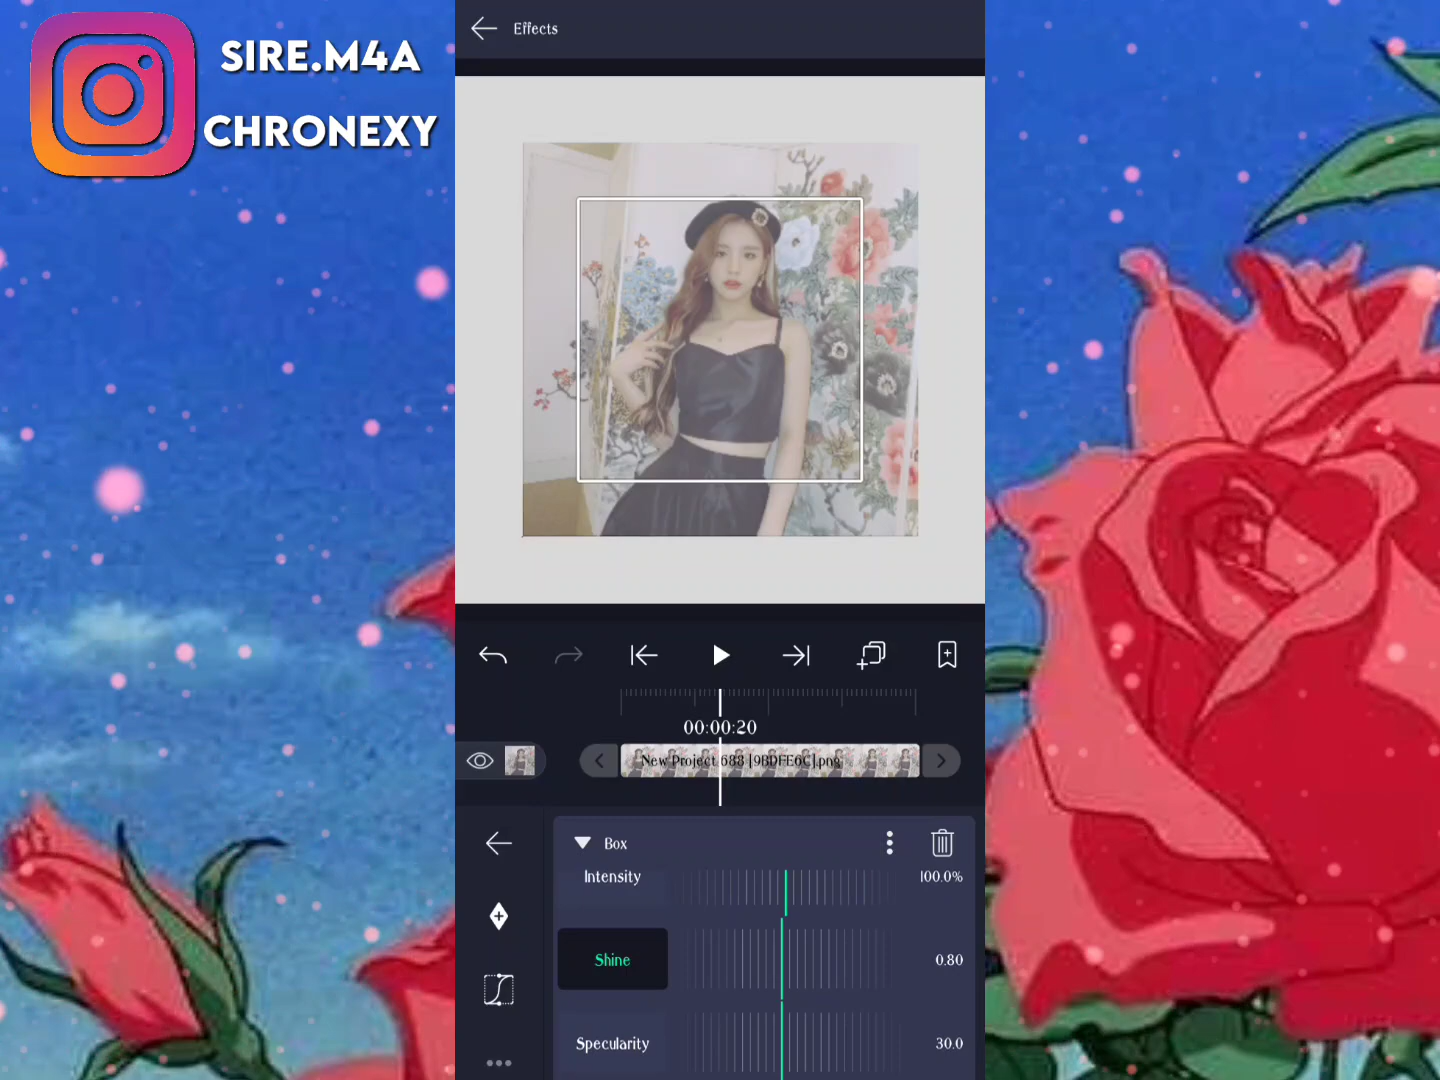 SIRE.M4A
CHRONEXY
Effects
00:00:20
New Project 688 [9BDFE6C].png
Box
Intensity 100.0%
Shine 0.80
Specularity 30.0